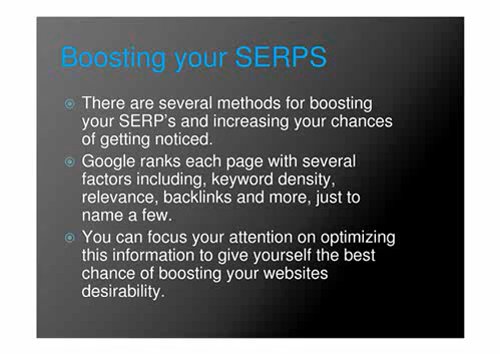 Boosting your SERPS
There are several methods for boosting
your SERP's and increasing your chances
of getting noticed.
Google ranks each page with several
factors including, keyword density,
relevance, backlinks and more, just to
name a few.
You can focus your attention on optimizing
this information to give yourself the best
chance of boosting your websites
desirability.